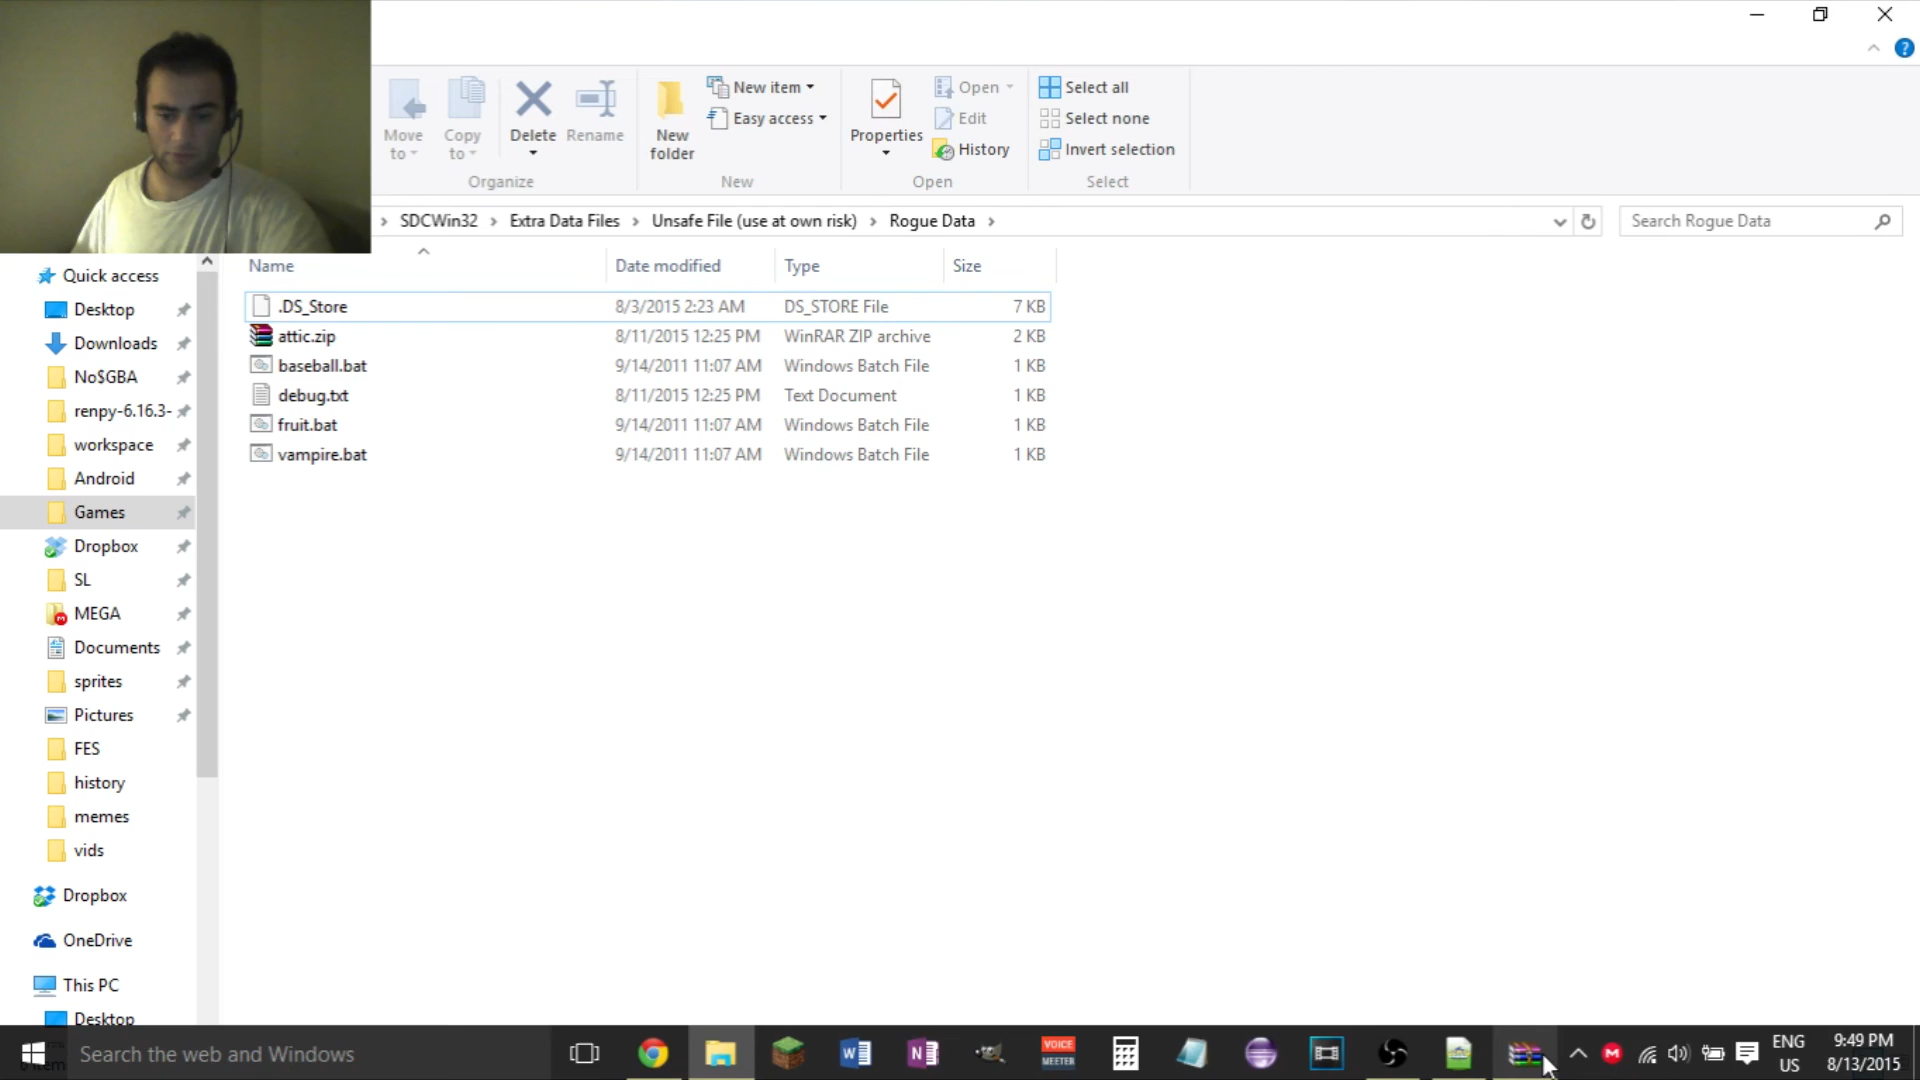 Move to
Copy to
Delete
Rename
New folder
New item
Easy access
Properties
Open
Edit
History
Select all
Select none
Invert selection
Organize
New
Open
Select
SDCWin32 > Extra Data Files > Unsafe File (use at own risk) > Rogue Data >
Search Rogue Data
Name Date modified Type Size
.DS_Store 8/3/2015 2:23 AM DS_STORE File 7 KB
attic.zip 8/11/2015 12:25 PM WinRAR ZIP archive 2 KB
baseball.bat 9/14/2011 11:07 AM Windows Batch File 1 KB
debug.txt 8/11/2015 12:25 PM Text Document 1 KB
fruit.bat 9/14/2011 11:07 AM Windows Batch File 1 KB
vampire.bat 9/14/2011 11:07 AM Windows Batch File 1 KB
Quick access
Desktop
Downloads
No$GBA
renpy-6.16.3-
workspace
Android
Games
Dropbox
SL
MEGA
Documents
sprites
Pictures
FES
history
memes
vids
Dropbox
OneDrive
This PC
Desktop
Search the web and Windows
VOICE
MEETER
ENG
US
9:49 PM
8/13/2015